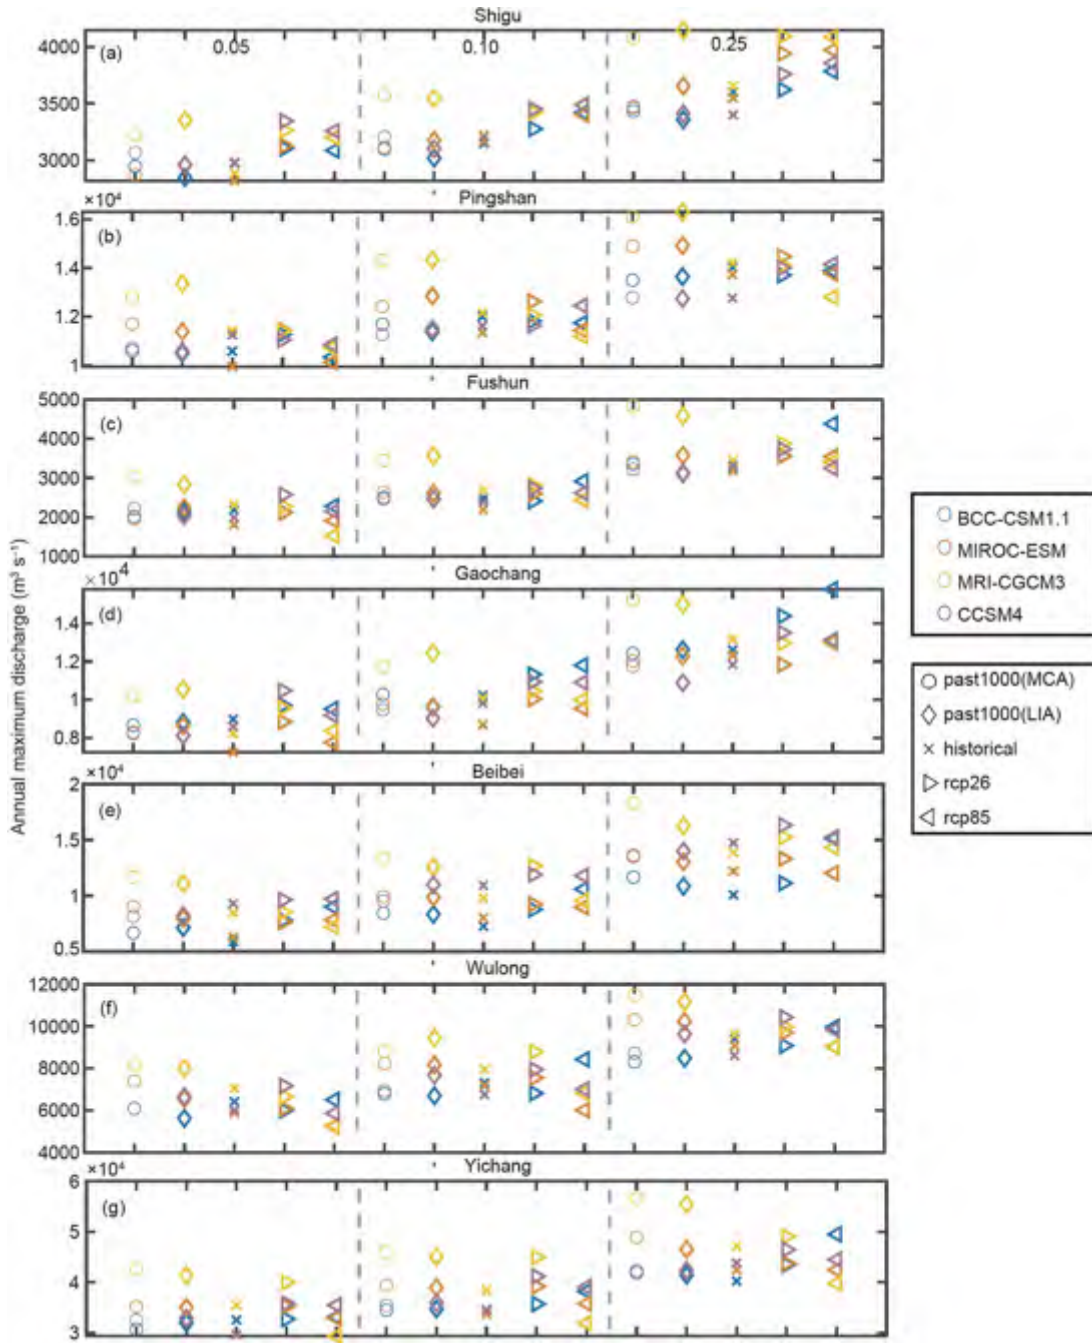 Shigu
4000
(a)
0.05
0.10
0.25
3500
3000
×10⁴
Pingshan
1.6
(b)
1.4
1.2
1
Fushun
5000
(c)
4000
3000
2000
1000
×10⁴
Gaochang
(d)
1.4
1.2
1
0.8
×10⁴
Beibei
2
(e)
1.5
1
0.5
Wulong
12000
(f)
10000
8000
6000
4000
×10⁴
Yichang
6
(g)
5
4
3
Annual maximum discharge (m³ s⁻¹)
BCC-CSM1.1
MIROC-ESM
MRI-CGCM3
CCSM4
past1000(MCA)
past1000(LIA)
historical
rcp26
rcp85